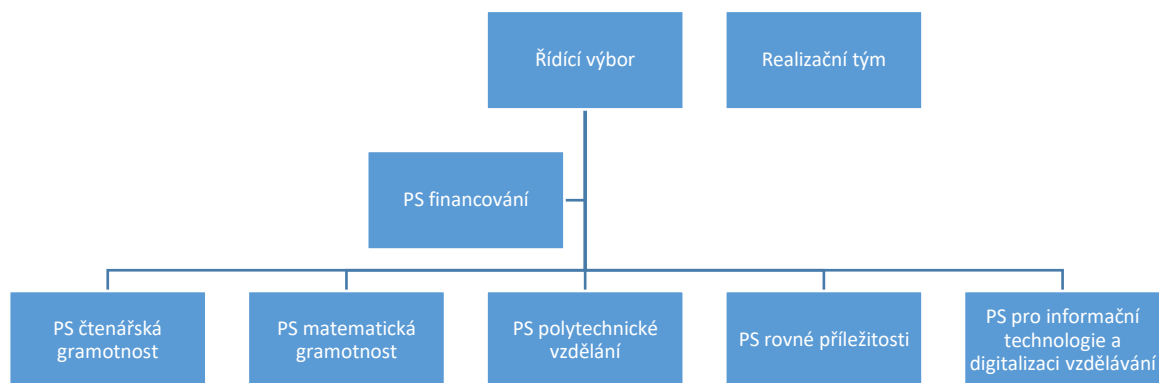 Řídící výbor
Realizační tým
PS financování
PS čtenářská
gramotnost
PS matematická
gramotnost
PS polytechnické
vzdělání
PS rovné příležitosti
PS pro informační
technologie a
digitalizaci vzdělávání